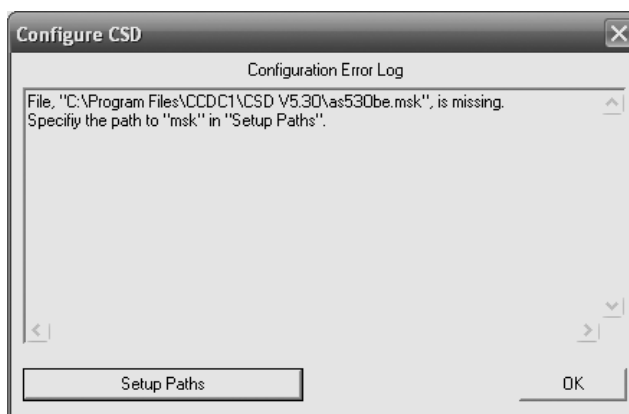 Configure CSD
Configuration Error Log
File, "C:\Program Files\CCDC1\CSD V5.30\as530be.msk", is missing.
Specifiy the path to "msk" in "Setup Paths".
Setup Paths
OK